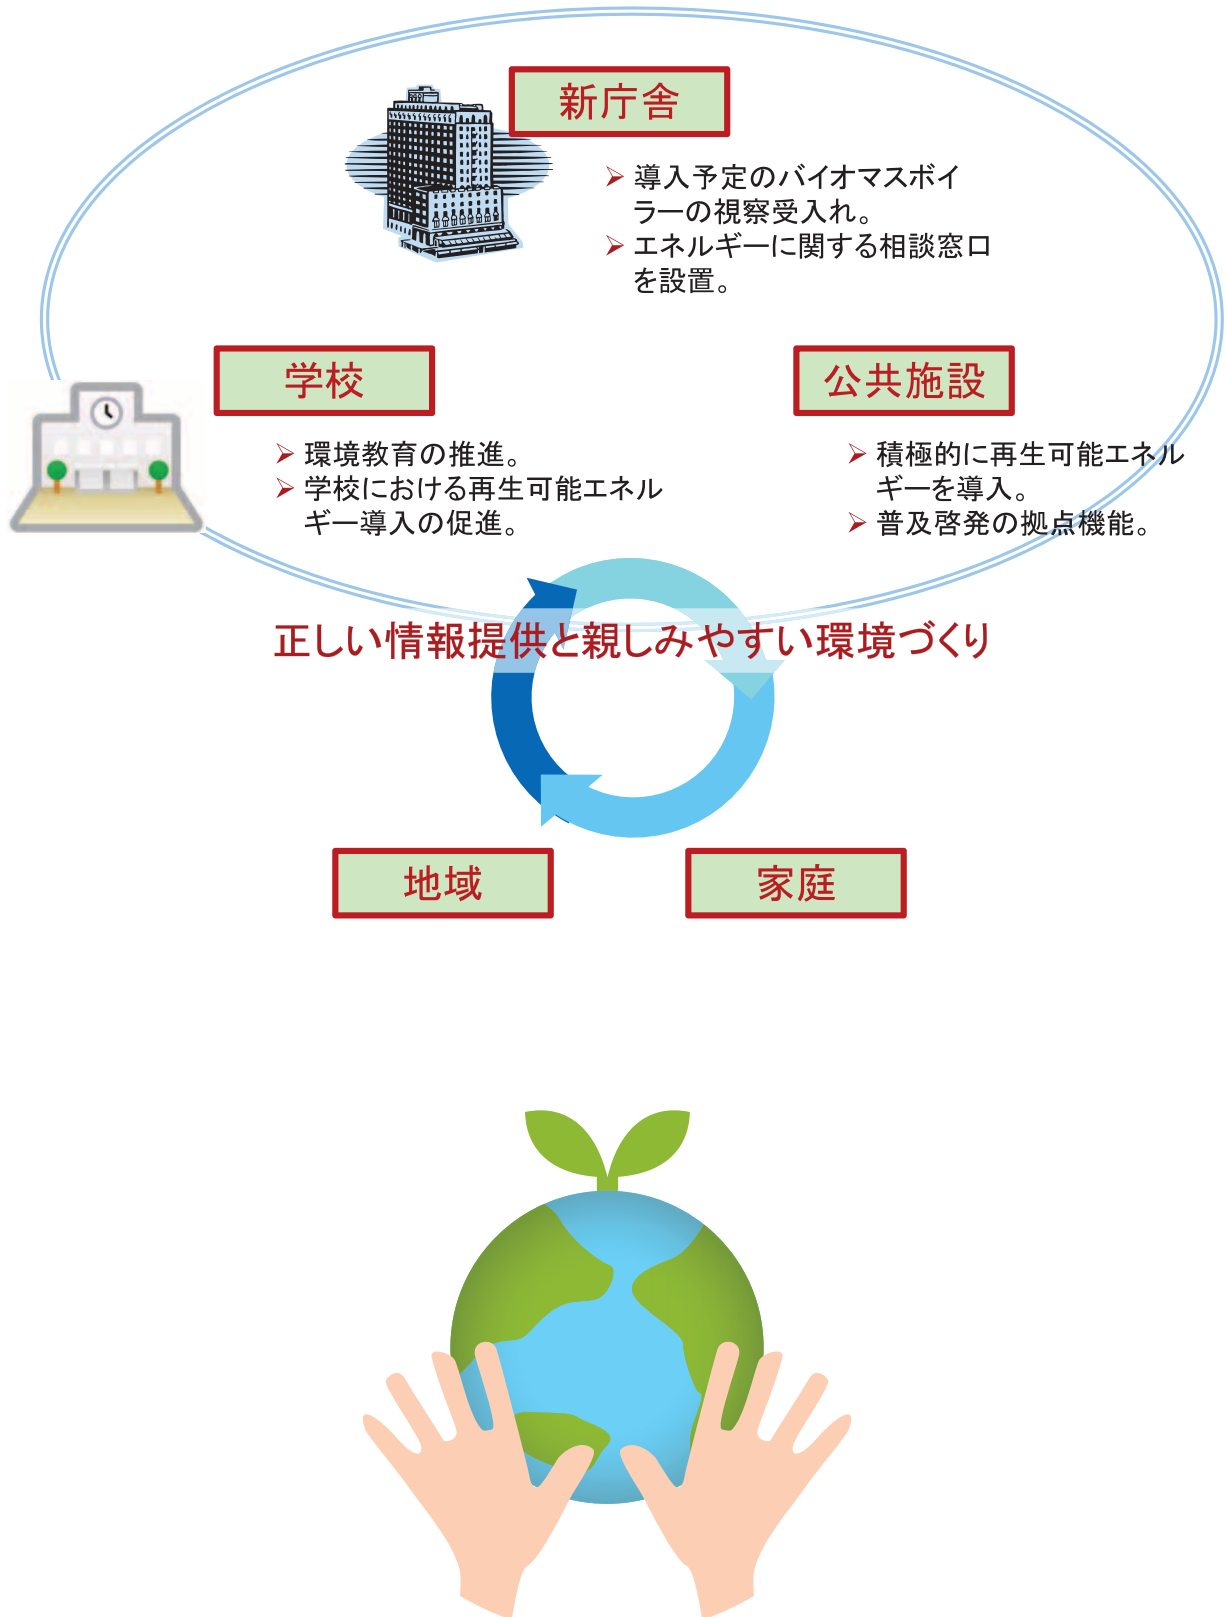 新庁舎
➢ 導入予定のバイオマスボイ
ラーの視察受入れ。
➢ エネルギーに関する相談窓口
を設置。
学校
➢ 環境教育の推進。
➢ 学校における再生可能エネル
ギー導入の促進。
公共施設
➢ 積極的に再生可能エネル
ギーを導入。
➢ 普及啓発の拠点機能。
正しい情報提供と親しみやすい環境づくり
地域
家庭